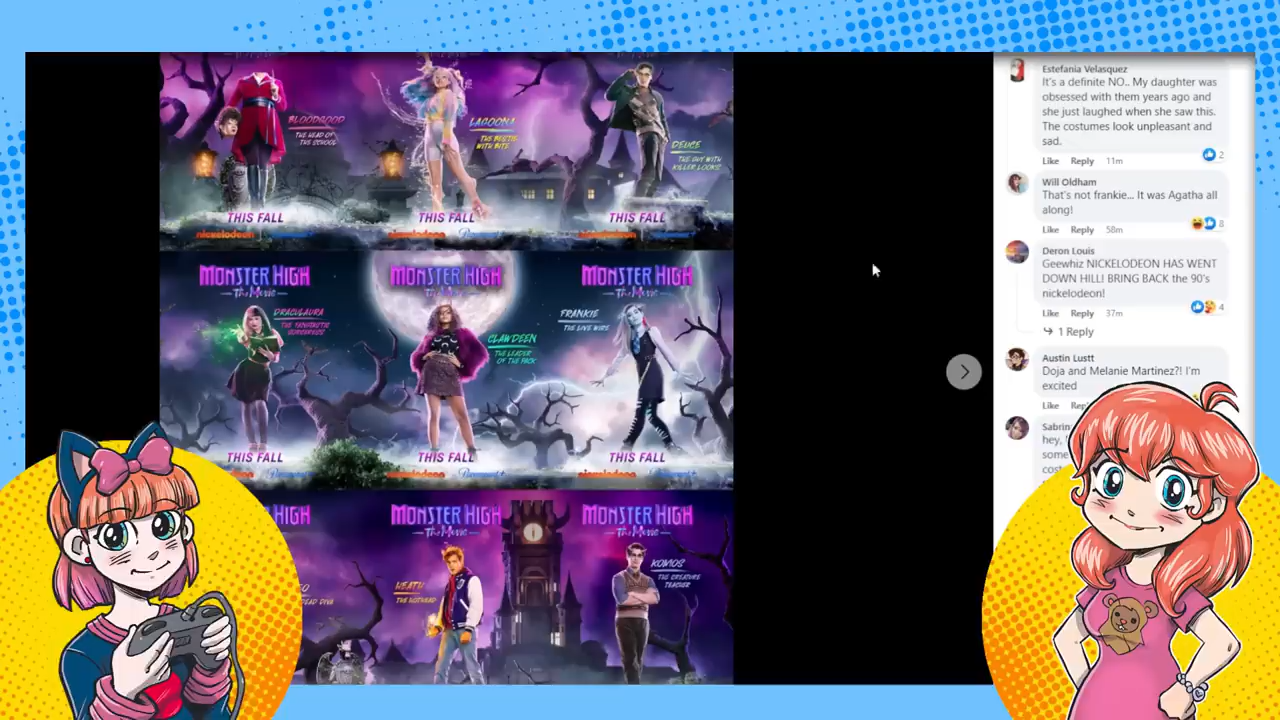 BLOODGOOD
THE HEAD OF
THE SCHOOL
LAGOONA
THE BESTIE
WITH BITE
DEUCE
THE GUY WITH
KILLER LOOKS!
THIS FALL
THIS FALL
THIS FALL
nickelodeon
nickelodeon
nickelodeon
MONSTER HIGH
The Movie
MONSTER HIGH
The Movie
MONSTER HIGH
The Movie
DRACULAURA
THE FANGTASTIC
SORCERESS!
CLAWDEEN
THE LEADER
OF THE PACK
FRANKIE
THE LIVE WIRE
THIS FALL
THIS FALL
THIS FALL
nickelodeon
nickelodeon
HIGH
MONSTER HIGH
The Movie
MONSTER HIGH
The Movie
DEAD DIVA
HEATH
THE HOTHEAD
KOMOS
THE CREATURE
TEACHER
Estefania Velasquez
It's a definite NO.. My daughter was
obsessed with them years ago and
she just laughed when she saw this.
The costumes look unpleasant and
sad.
Like Reply 11m
2
Will Oldham
That's not frankie... It was Agatha all
along!
Like Reply 58m
8
Deron Louis
Geewhiz NICKELODEON HAS WENT
DOWN HILL! BRING BACK the 90's
nickelodeon!
Like Reply 37m
4
1 Reply
Austin Lustt
Doja and Melanie Martinez?! I'm
excited
Like
Sabrin
hey,
some